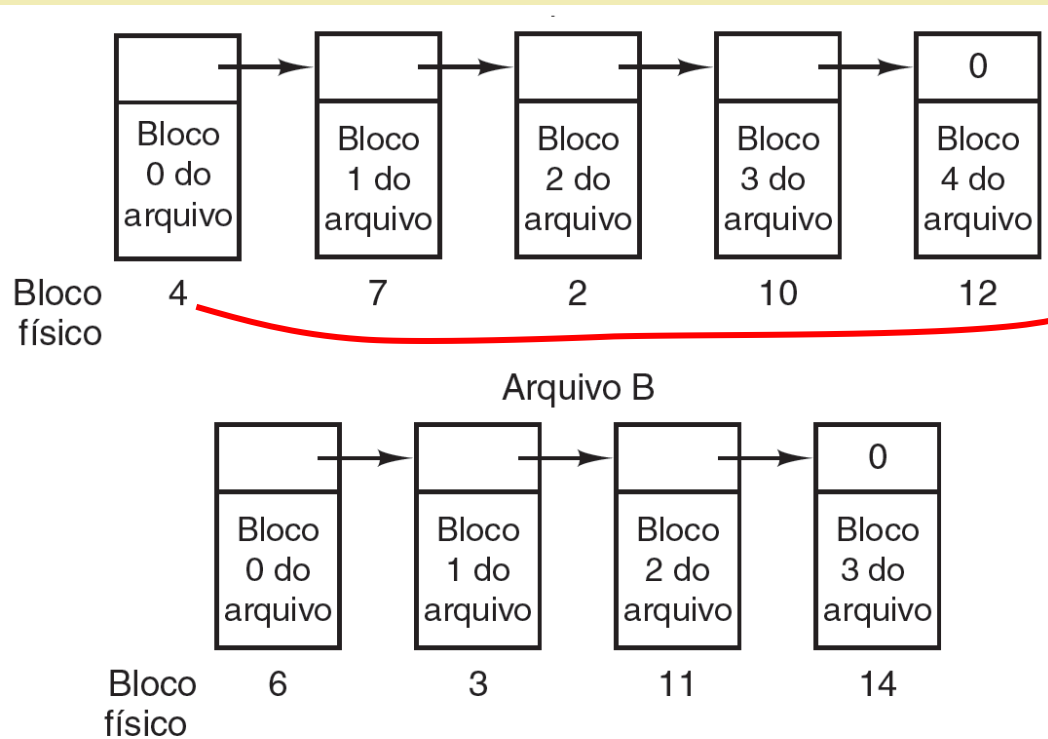 0
Bloco
0 do
arquivo
Bloco
1 do
arquivo
Bloco
2 do
arquivo
Bloco
3 do
arquivo
Bloco
4 do
arquivo
Bloco
físico
4 7 2 10 12
Arquivo B
0
Bloco
0 do
arquivo
Bloco
1 do
arquivo
Bloco
2 do
arquivo
Bloco
3 do
arquivo
Bloco
físico
6 3 11 14